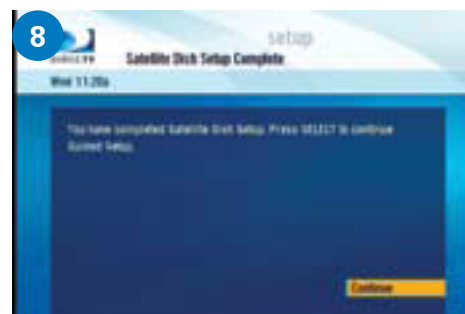 8
setup
DIRECTV
Satellite Dish Setup Complete
Wed 11:20a
You have completed Satellite Dish Setup. Press SELECT to continue
Guided Setup.
Continue